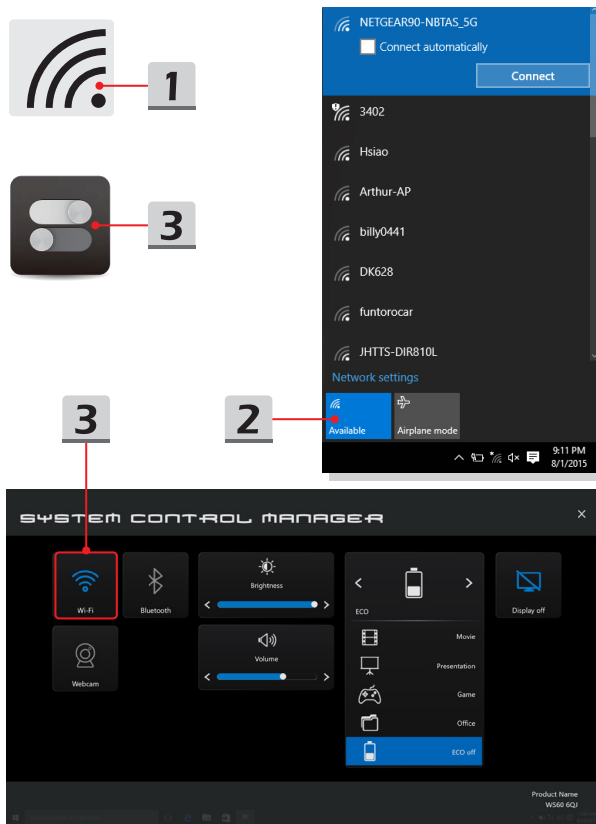 1
3
NETGEAR90-NBTAS_5G
Connect automatically
Connect
3402
Hsiao
Arthur-AP
billy0441
DK628
funtorocar
JHTTS-DIR810L
Network settings
Available
Airplane mode
9:11 PM
8/1/2015
3
2
SYSTEM CONTROL MANAGER
Wi-Fi
Bluetooth
Brightness
ECO
Display off
Webcam
Volume
Movie
Presentation
Game
Office
ECO off
Product Name
WS60 6QJ